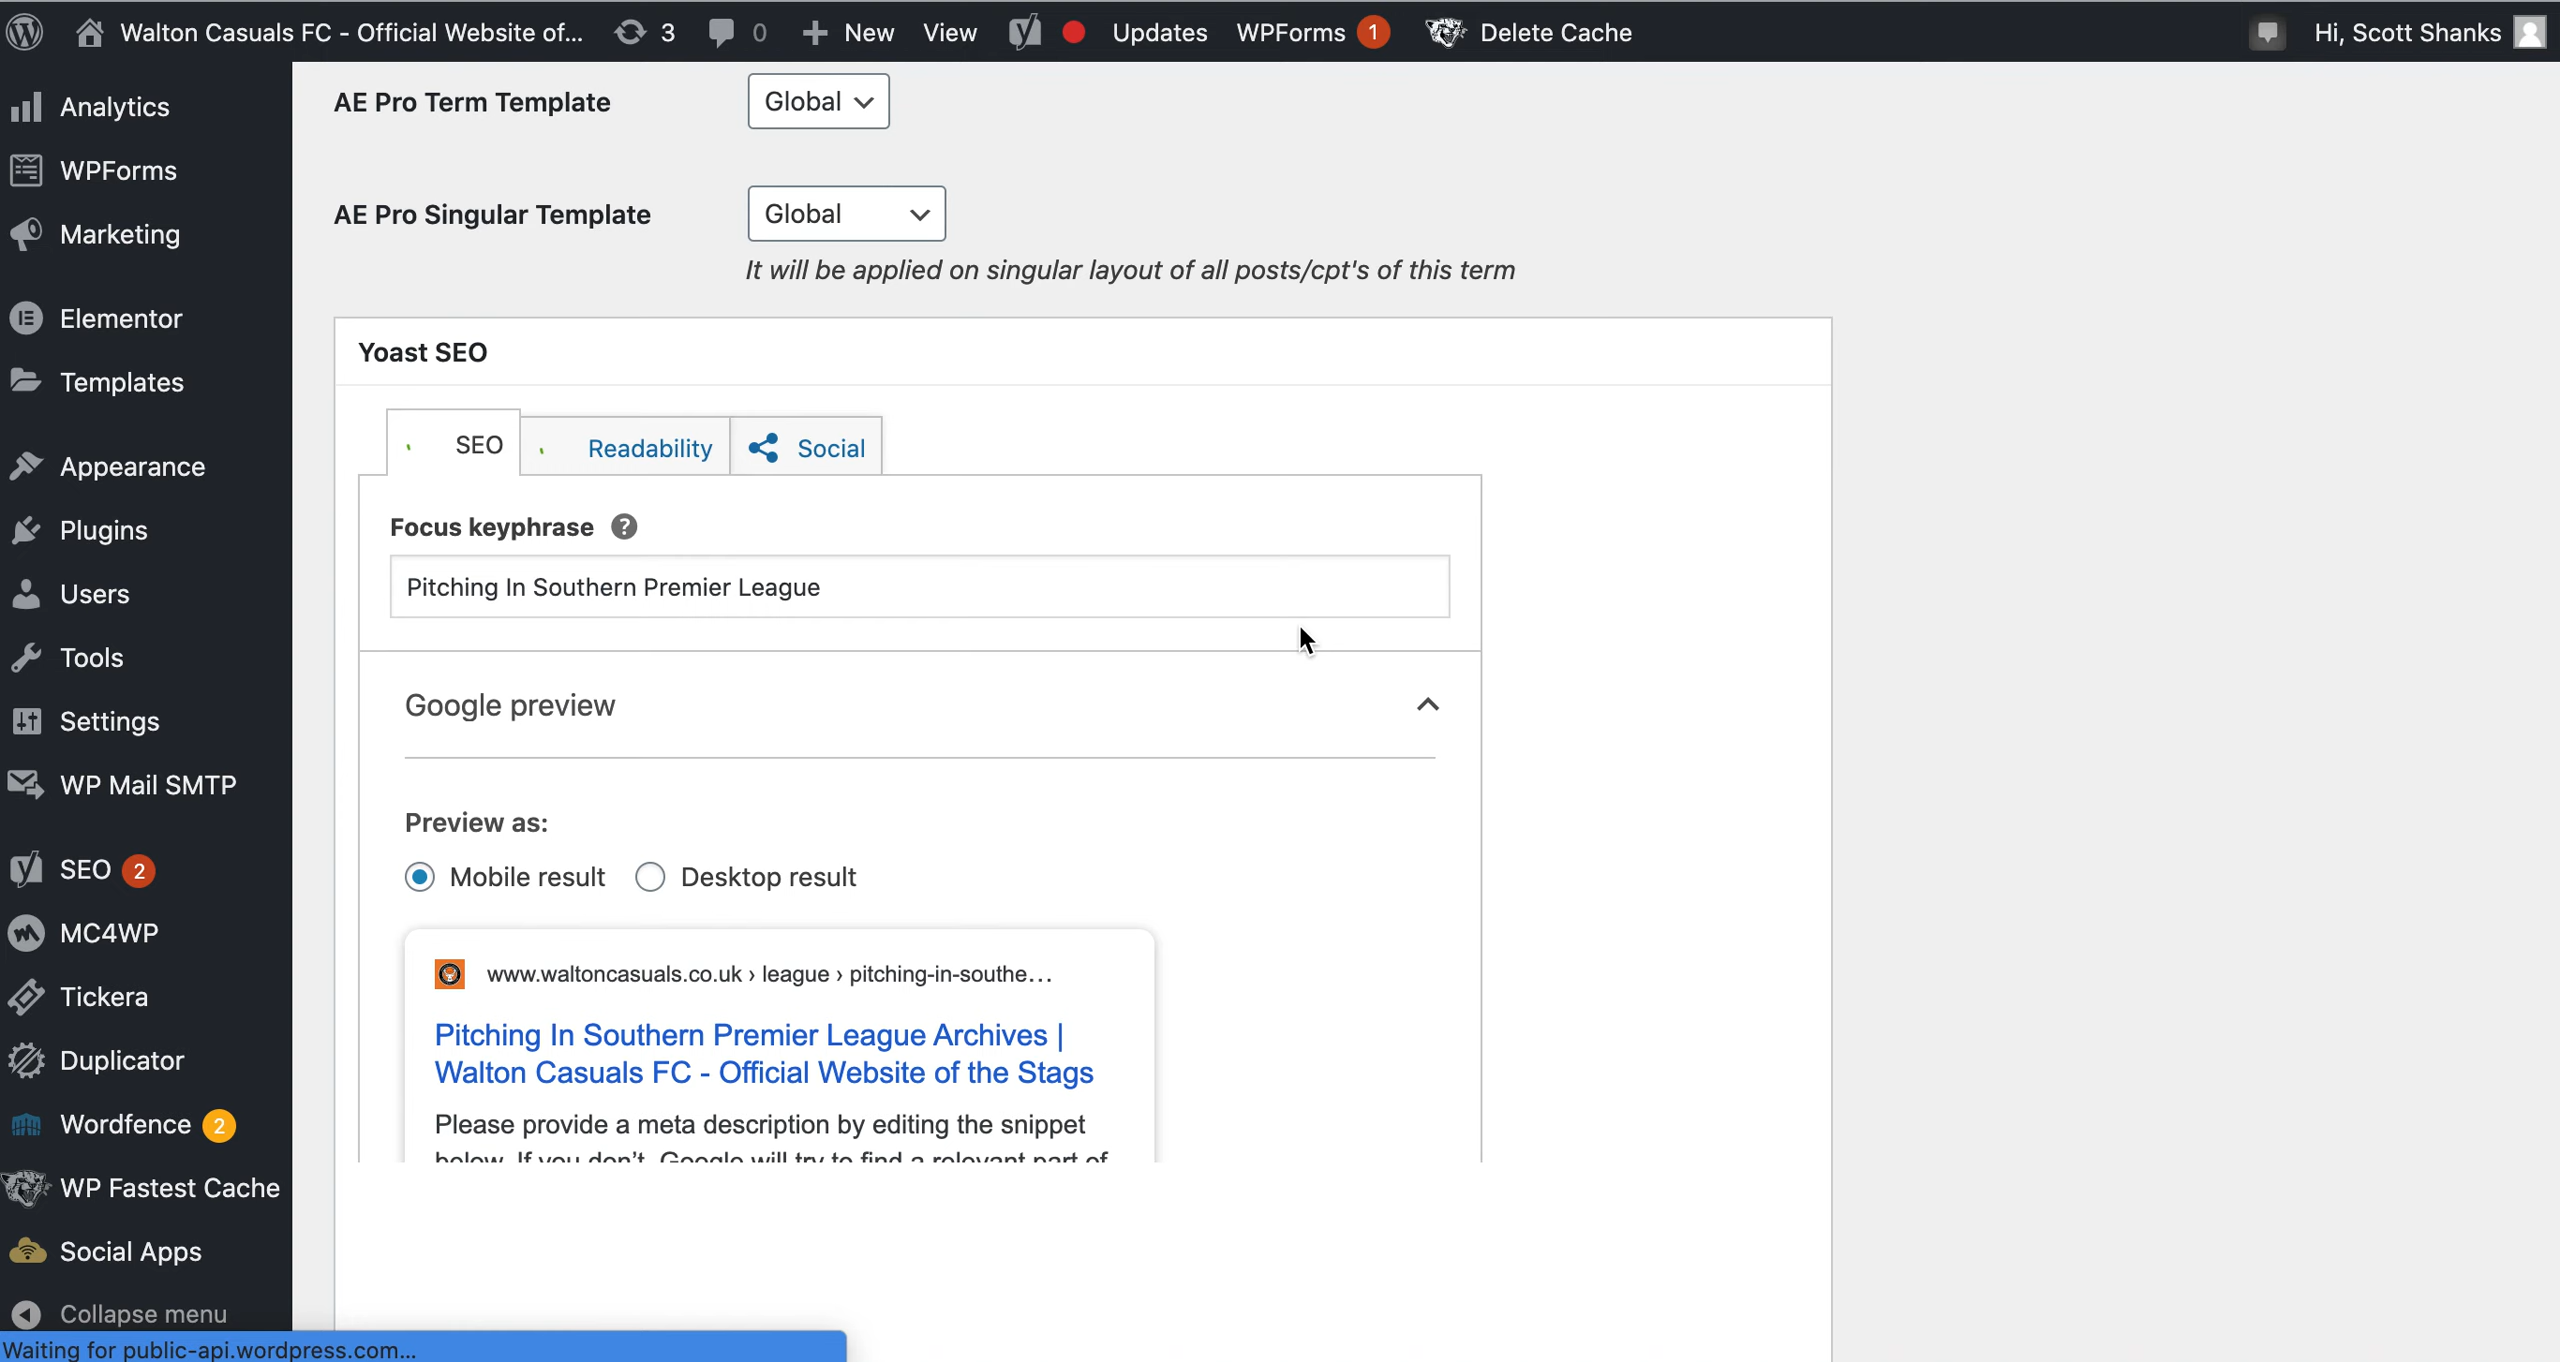 Walton Casuals FC - Official Website of... 3 0 New View Updates WPForms 1 Delete Cache Hi, Scott Shanks
Analytics
WPForms
Marketing
Elementor
Templates
Appearance
Plugins
Users
Tools
Settings
WP Mail SMTP
SEO 2
MC4WP
Tickera
Duplicator
Wordfence 2
WP Fastest Cache
Social Apps
Collapse menu
Waiting for public-api.wordpress.com...
AE Pro Term Template Global
AE Pro Singular Template Global
It will be applied on singular layout of all posts/cpt's of this term
Yoast SEO
SEO Readability Social
Focus keyphrase ?
Pitching In Southern Premier League
Google preview
Preview as:
Mobile result Desktop result
www.waltoncasuals.co.uk › league › pitching-in-southe...
Pitching In Southern Premier League Archives |
Walton Casuals FC - Official Website of the Stags
Please provide a meta description by editing the snippet
below. If you don't, Google will try to find a relevant part of